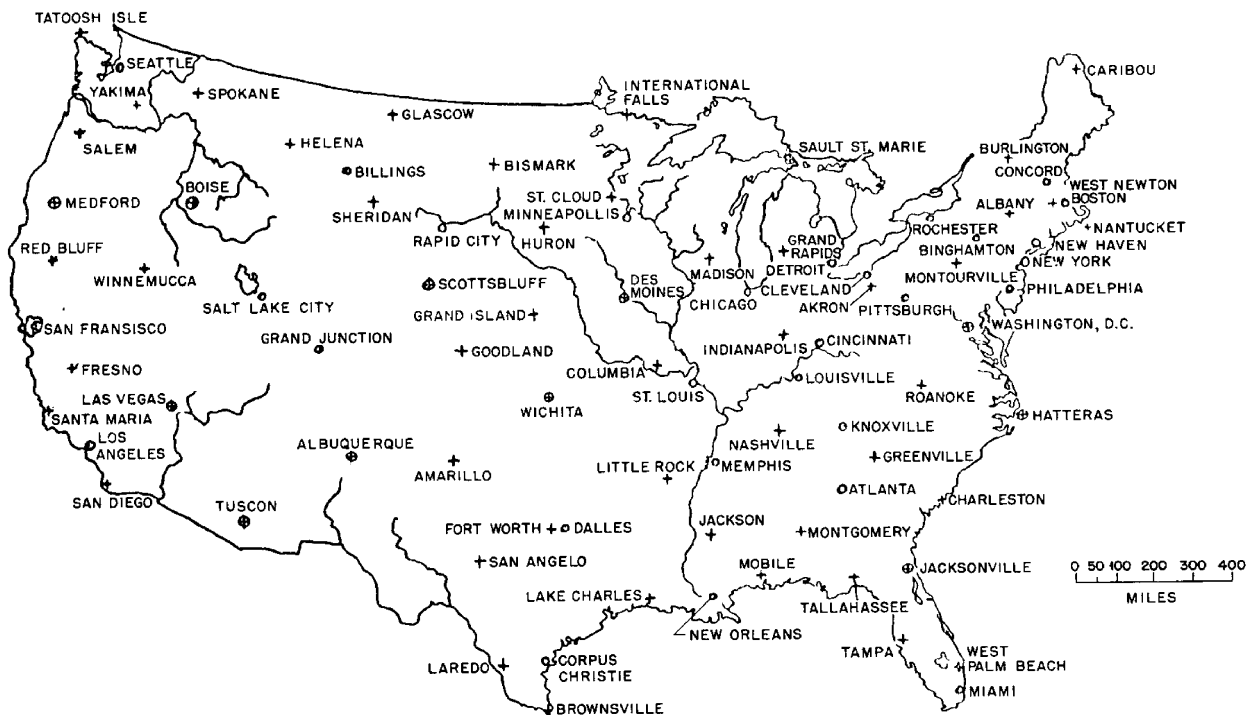 TATOOSH ISLE
SEATTLE
YAKIMA
SPOKANE
SALEM
HELENA
GLASCOW
INTERNATIONAL
FALLS
CARIBOU
BILLINGS
BISMARK
SAULT ST. MARIE
BURLINGTON
CONCORD
MEDFORD
BOISE
SHERIDAN
RAPID CITY
ST. CLOUD
MINNEAPOLLIS
HURON
WEST NEWTON
BOSTON
ALBANY
NANTUCKET
ROCHESTER
BINGHAMTON
NEW HAVEN
NEW YORK
MONTOURVILLE
PHILADELPHIA
RED BLUFF
WINNEMUCCA
SALT LAKE CITY
SCOTTSBLUFF
DES
MOINES
MADISON
GRAND
RAPIDS
DETROIT
CHICAGO
CLEVELAND
AKRON
PITTSBURGH
WASHINGTON, D.C.
SAN FRANSISCO
GRAND JUNCTION
GRAND ISLAND
GOODLAND
COLUMBIA
ST. LOUIS
INDIANAPOLIS
CINCINNATI
LOUISVILLE
ROANOKE
HATTERAS
FRESNO
LAS VEGAS
SANTA MARIA
LOS
ANGELES
SAN DIEGO
WICHITA
ALBUQUERQUE
AMARILLO
LITTLE ROCK
MEMPHIS
NASHVILLE
KNOXVILLE
GREENVILLE
ATLANTA
CHARLESTON
TUSCON
FORT WORTH
DALLES
SAN ANGELO
JACKSON
MONTGOMERY
MOBILE
JACKSONVILLE
LAKE CHARLES
NEW ORLEANS
TALLAHASSEE
TAMPA
WEST
PALM BEACH
MIAMI
LAREDO
CORPUS
CHRISTIE
BROWNSVILLE
0 50 100 200 300 400
MILES